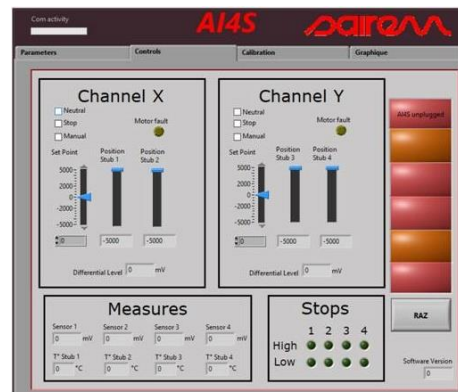 Com activity
AI4S
sairem
Parameters Controls Calibration Graphique
Channel X
Neutral
Stop
Manual
Motor fault
Set Point
Position Stub 1
Position Stub 2
5000
2000
0
-2000
-5000
0 -5000 -5000
Differential Level 0 mV
Channel Y
Neutral
Stop
Manual
Motor fault
Set Point
Position Stub 3
Position Stub 4
5000
2000
0
-2000
-5000
0 -5000 -5000
Differential Level 0 mV
AI4S unplugged
Measures
Sensor 1 Sensor 2 Sensor 3 Sensor 4
0 mV 0 mV 0 mV 0 mV
T° Stub 1 T° Stub 2 T° Stub 3 T° Stub 4
0 °C 0 °C 0 °C 0 °C
Stops
1 2 3 4
High
Low
RAZ
Software Version
0